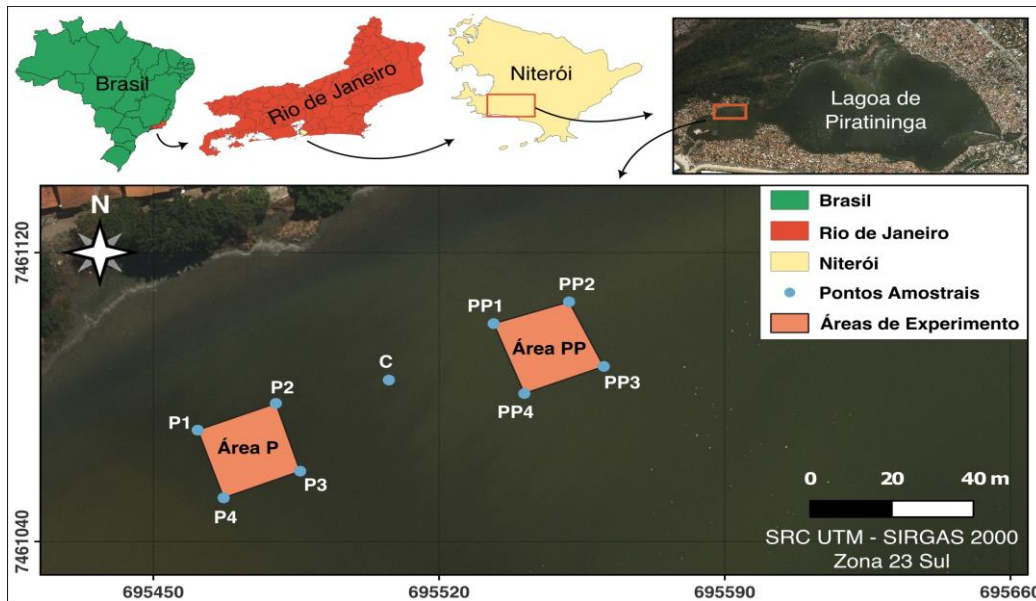 Brasil
Rio de Janeiro
Niterói
Lagoa de
Piratininga
N
Brasil
Rio de Janeiro
Niterói
Pontos Amostrais
Áreas de Experimento
7461120
7461040
PP1
PP2
Área PP
PP3
PP4
C
P1
P2
Área P
P3
P4
0 20 40 m
SRC UTM - SIRGAS 2000
Zona 23 Sul
695450 695520 695590 695660